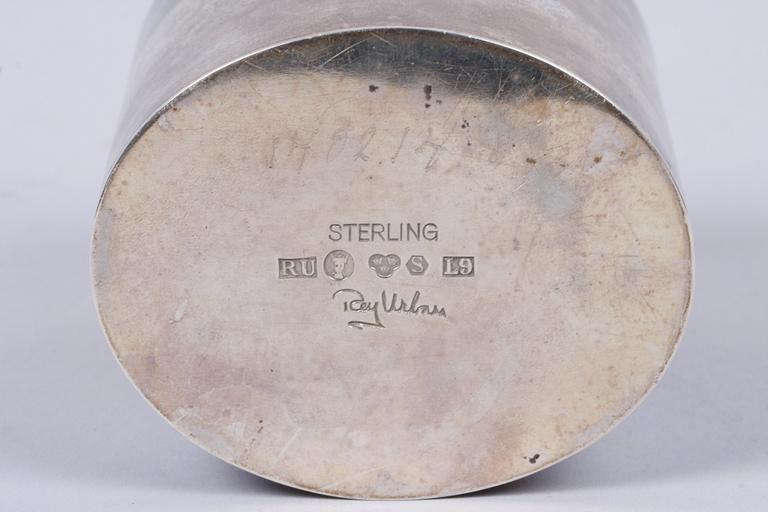 STERLING
RU S L9
Rey Urban